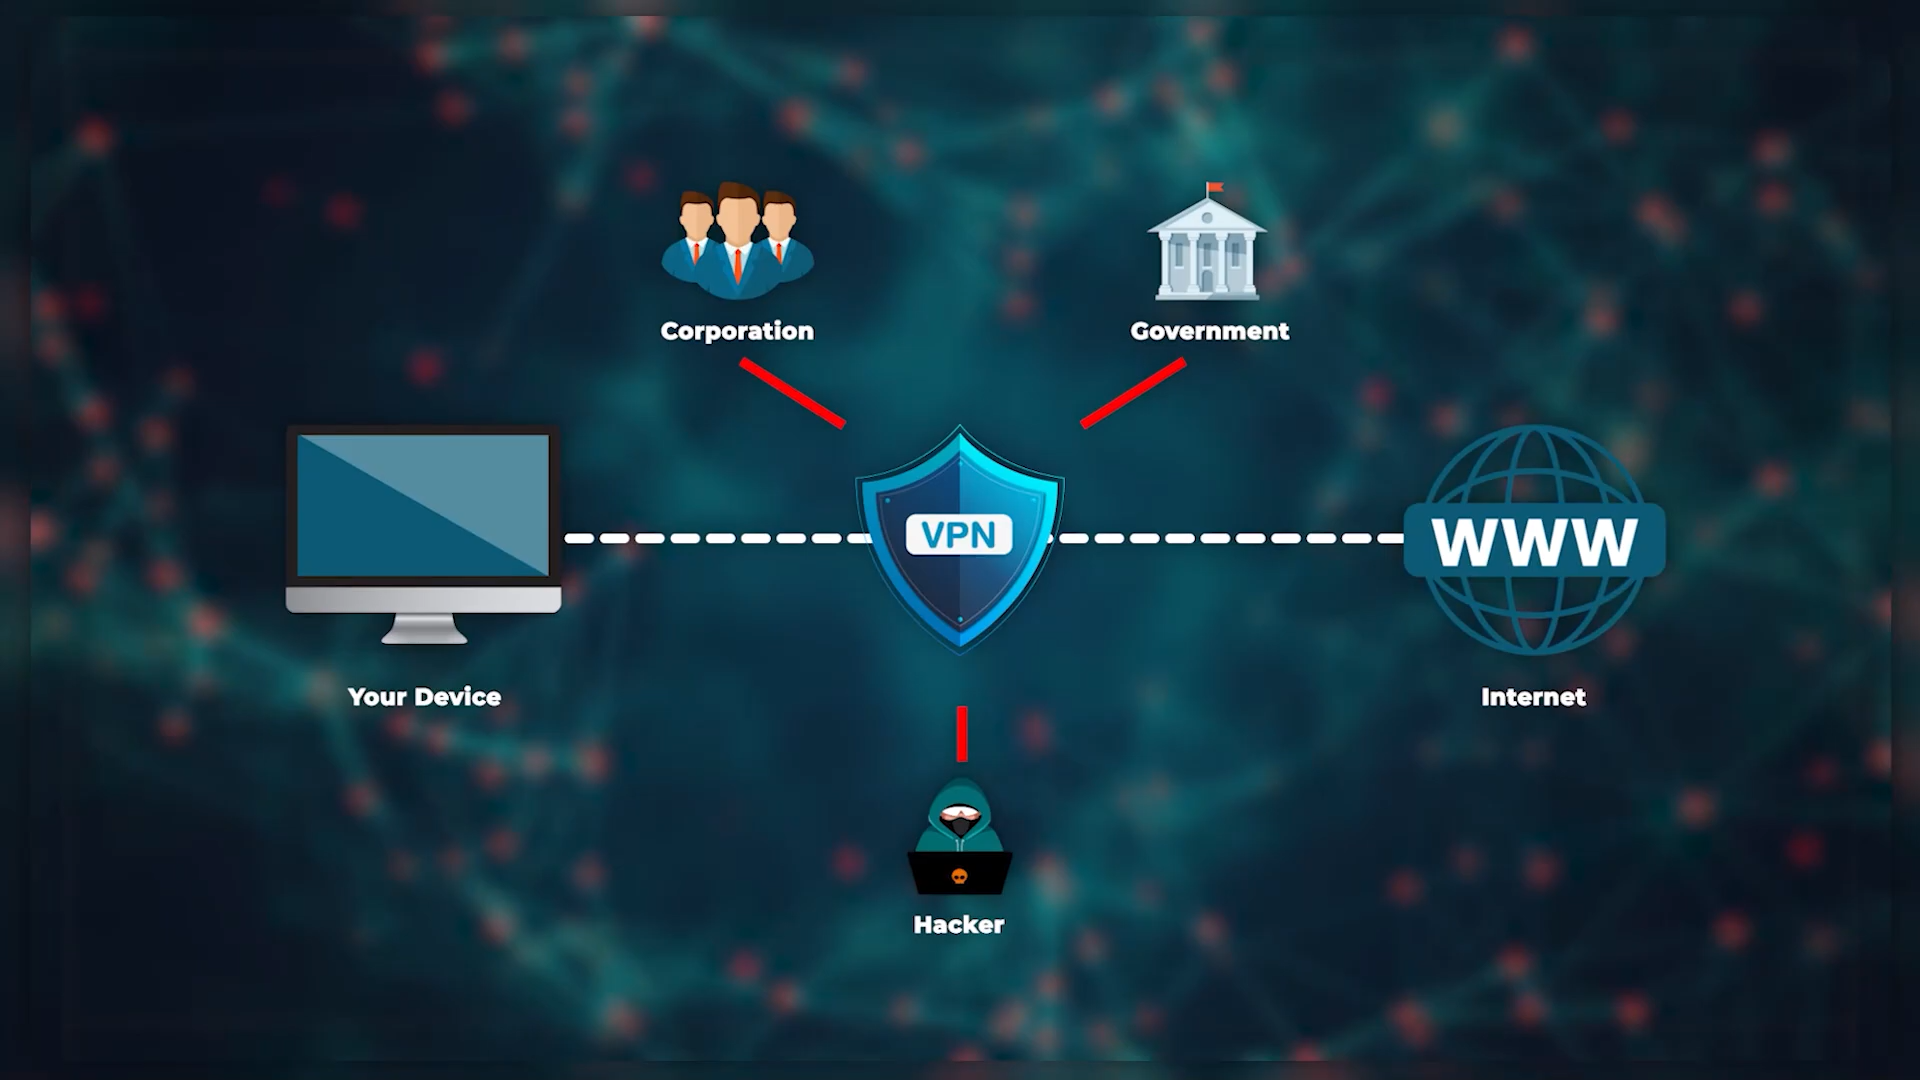 Corporation
Government
VPN
WWW
Your Device
Internet
Hacker